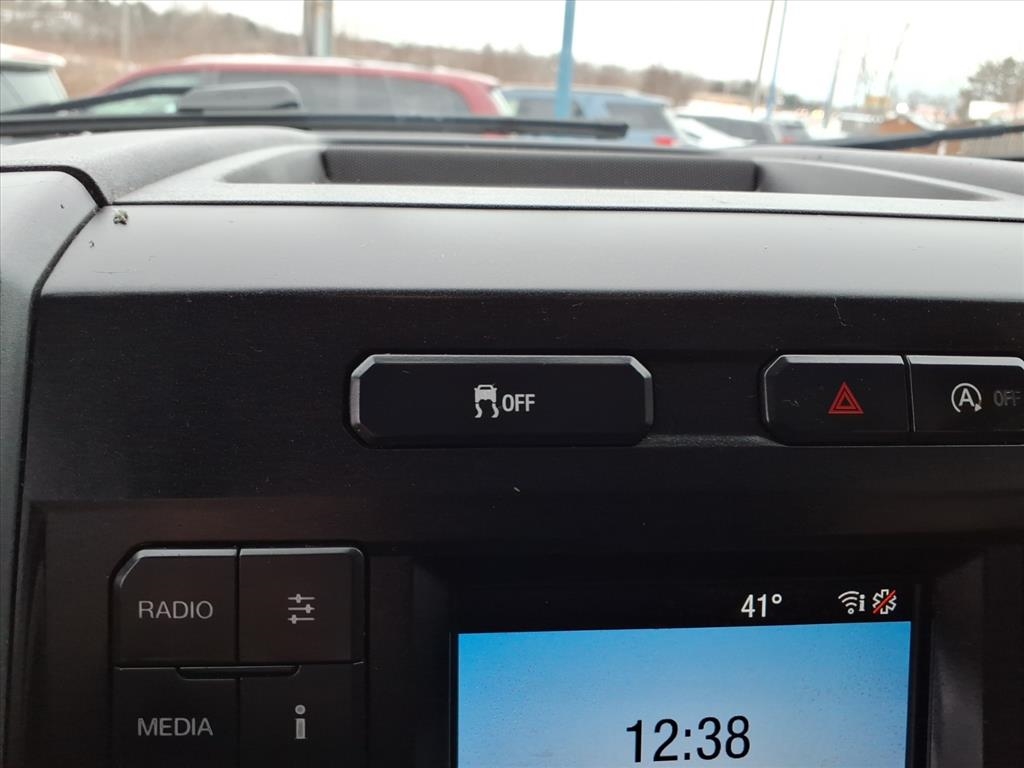 OFF
A OFF
RADIO
41°
MEDIA
i
12:38